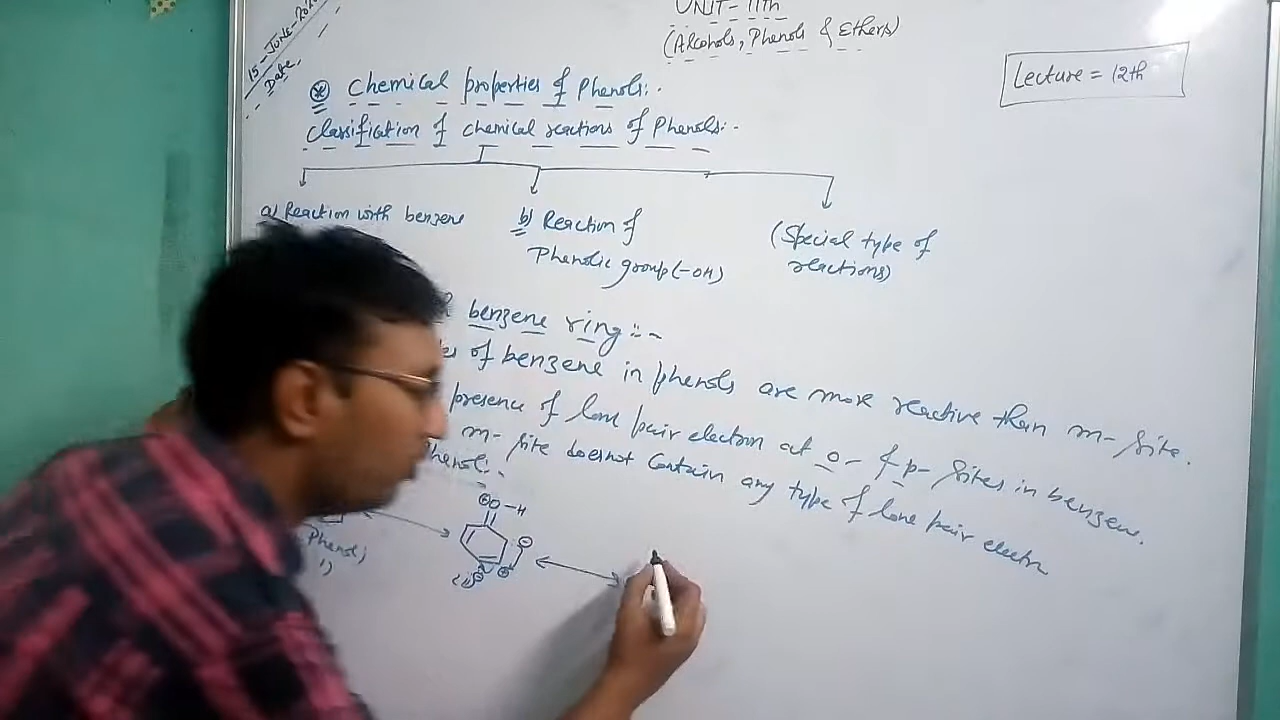 15-JUNE-202
Date.
UNIT-11th
(Alcohols, Phenols & Ethers)
Lecture = 12th
Chemical properties of Phenols:-
Classification of chemical reactions of Phenols:-
a) Reaction with benzene
b) Reaction of
Phenolic group (-OH)
(Special type of
reactions)
benzene ring :-
of benzene in phenols are more reactive than m- site.
presence of lone pair electron at o- & p- sites in benzene.
m- site doesnot Contain any type of lone pair electron
Phenol:-
O-H
Phenol)